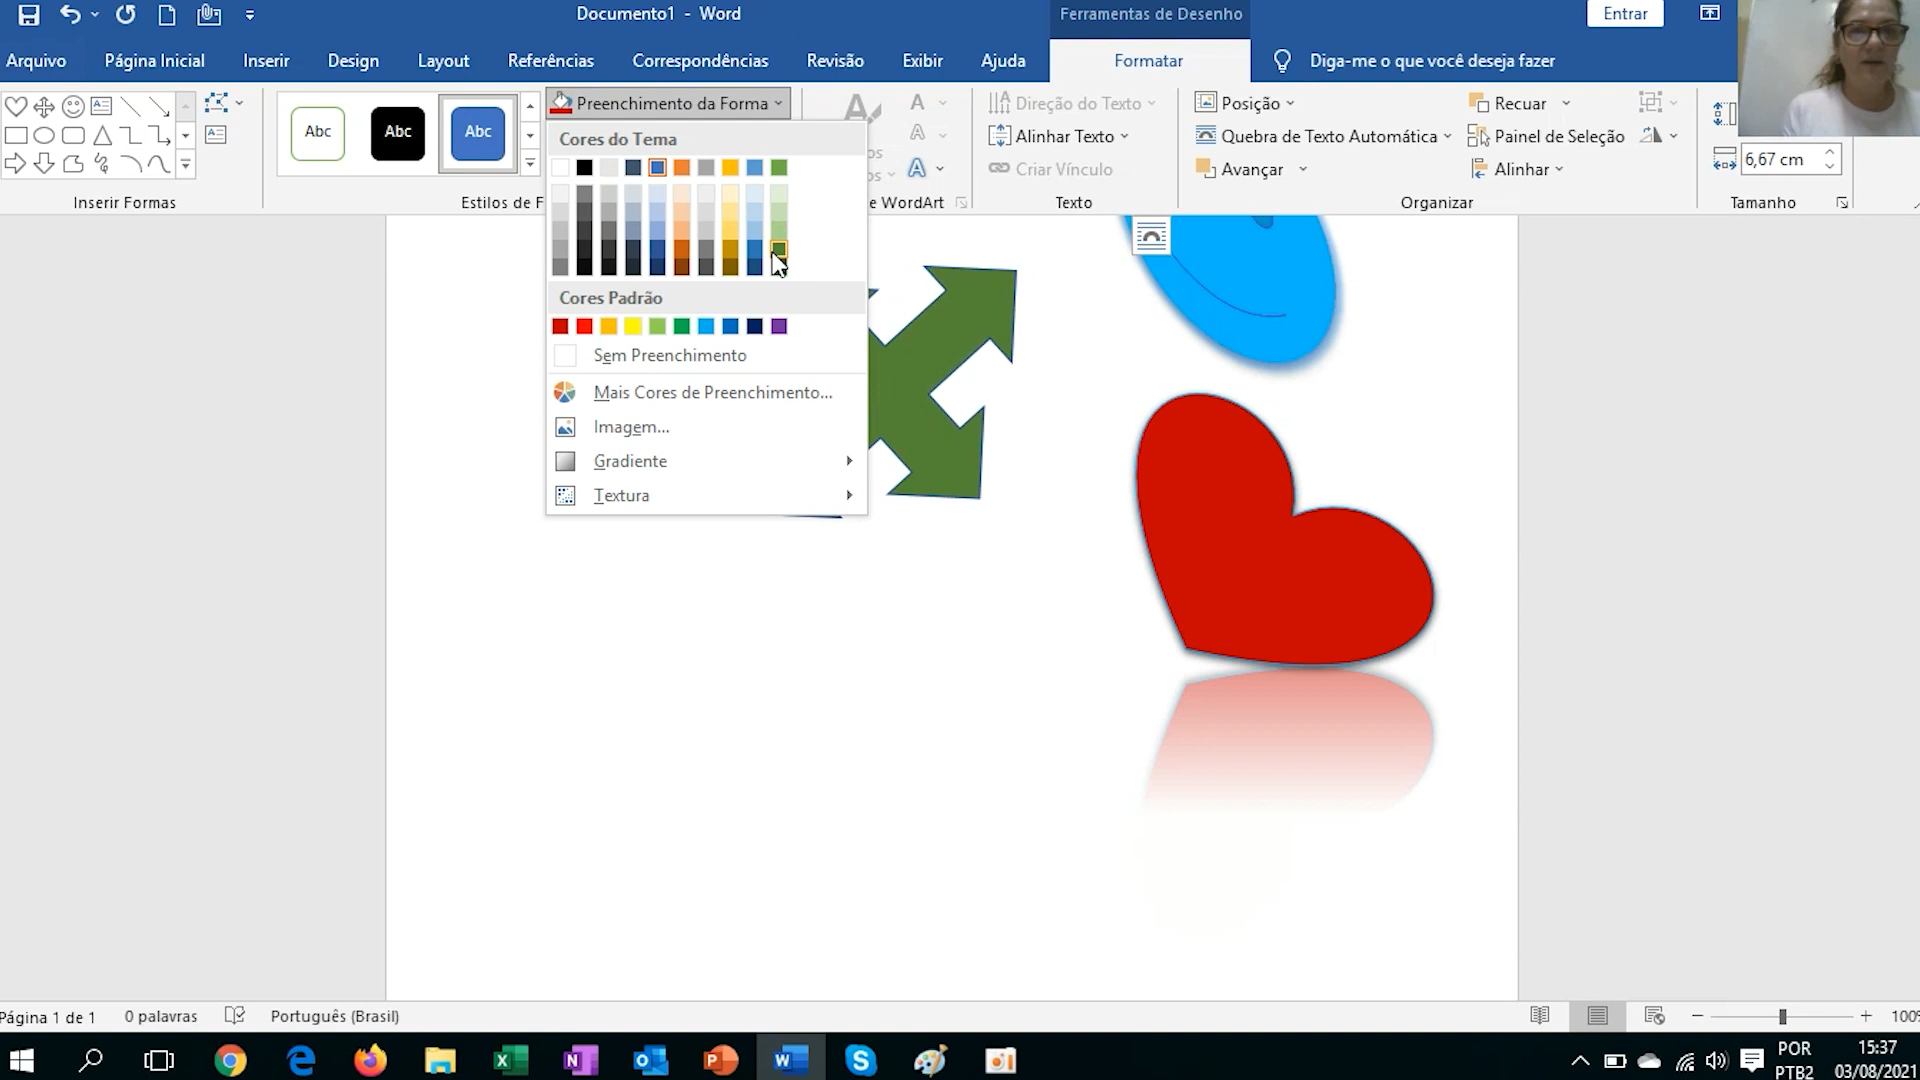 Documento1 - Word
Ferramentas de Desenho
Entrar
Arquivo
Página Inicial
Inserir
Design
Layout
Referências
Correspondências
Revisão
Exibir
Ajuda
Formatar
Diga-me o que você deseja fazer
Abc
Abc
Abc
Preenchimento da Forma
Direção do Texto
Alinhar Texto
Criar Vínculo
Posição
Quebra de Texto Automática
Avançar
Recuar
Painel de Seleção
Alinhar
6,67 cm
Inserir Formas
Estilos de F
e WordArt
Texto
Organizar
Tamanho
Cores do Tema
Cores Padrão
Sem Preenchimento
Mais Cores de Preenchimento...
Imagem...
Gradiente
Textura
Página 1 de 1
0 palavras
Português (Brasil)
100%
POR
PTB2
15:37
03/08/2021